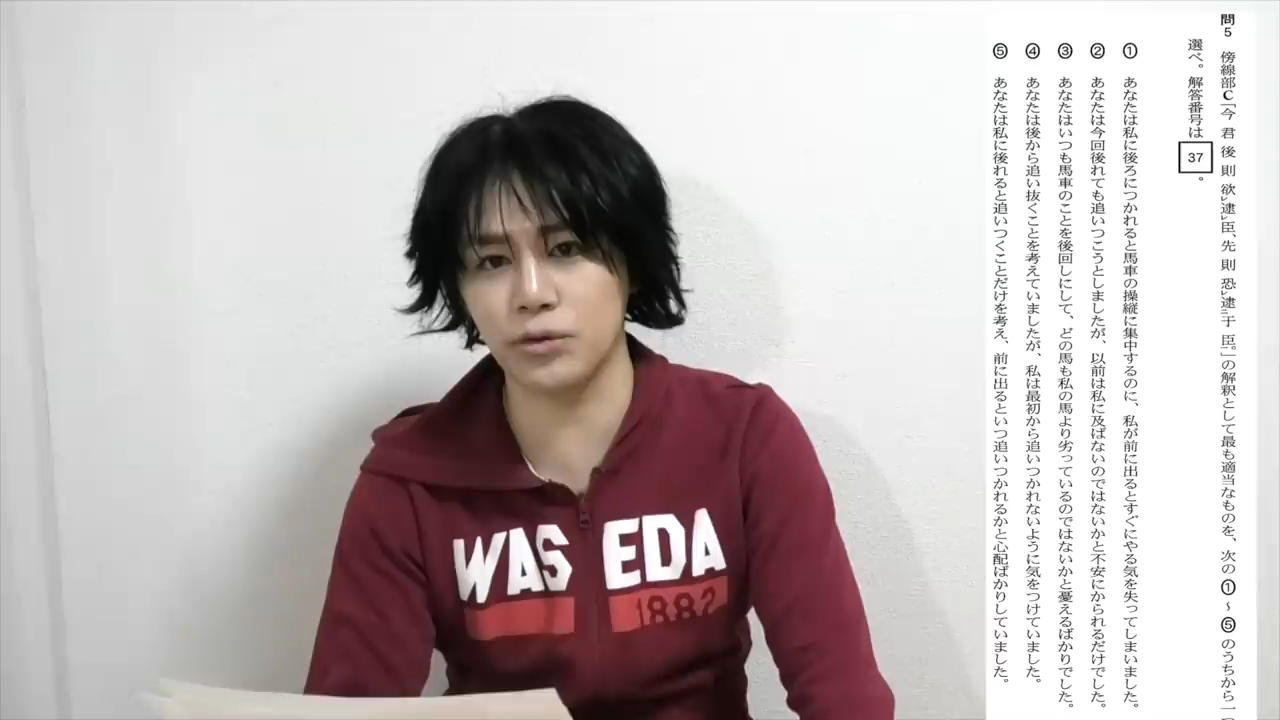 問5 傍線部C「今君後則欲レ逮レ臣、先則恐レ逮二于臣。一」の解釈として最も適当なものを、次の①～⑤のうちから一つ
選べ。解答番号は 37 。
① あなたは私に後ろにつかれると馬車の操縦に集中するのに、私が前に出るとすぐにやる気を失ってしまいました。
② あなたは今回後れても追いつこうとしましたが、以前は私に及ばないのではないかと不安にかられるだけでした。
③ あなたはいつも馬車のことを後回しにして、どの馬も私の馬より劣っているのではないかと憂えるばかりでした。
④ あなたは後から追い抜くことを考えていましたが、私は最初から追いつかれないように気をつけていました。
⑤ あなたは私に後れると追いつくことだけを考え、前に出るといつ追いつかれるかと心配ばかりしていました。
WASEDA
1882